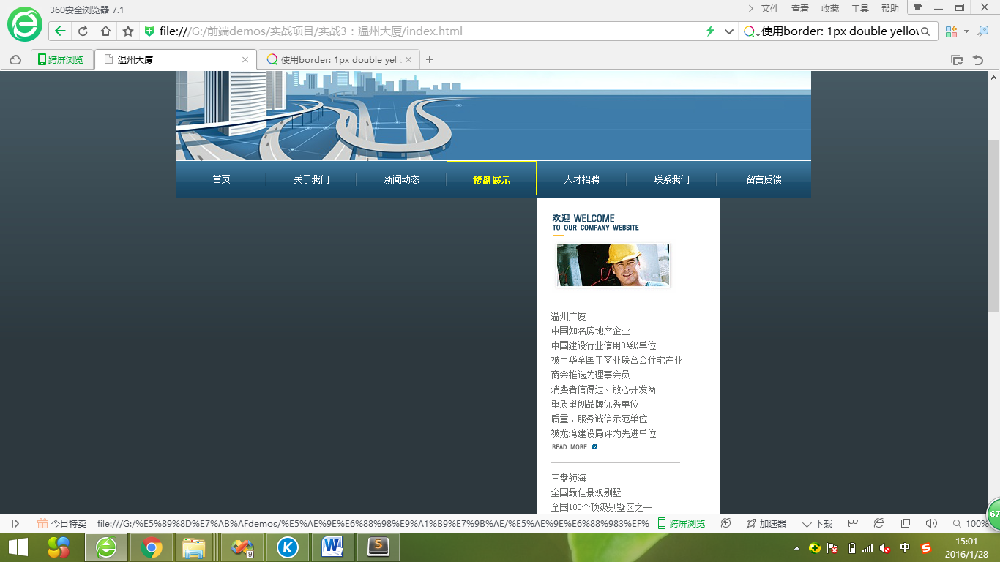 360安全浏览器 7.1
文件 查看 收藏 工具 帮助
file:///G:/前端demos/实战项目/实战3：温州大厦/index.html
使用border: 1px double yellow
跨屏浏览
温州大厦
使用border: 1px double yello
首页 关于我们 新闻动态 楼盘展示 人才招聘 联系我们 留言反馈
欢迎 WELCOME
TO OUR COMPANY WEBSITE
温州广厦
中国知名房地产企业
中国建设行业信用3A级单位
被中华全国工商业联合会住宅产业
商会推选为理事会员
消费者信得过、放心开发商
重质量创品牌优秀单位
质量、服务诚信示范单位
被龙湾建设局评为先进单位
READ MORE
三盘领海
全国最佳景观别墅
全国100个顶级别墅区之一
67
今日特卖 file:///G:/%E5%89%8D%E7%AB%AFdemos/%E5%AE%9E%E6%88%98%E9%A1%B9%E7%9B%AE/%E5%AE%9E%E6%88%983%EF% 跨屏浏览 加速器 下载 100%
9 K W S 中 S
15:01
2016/1/28